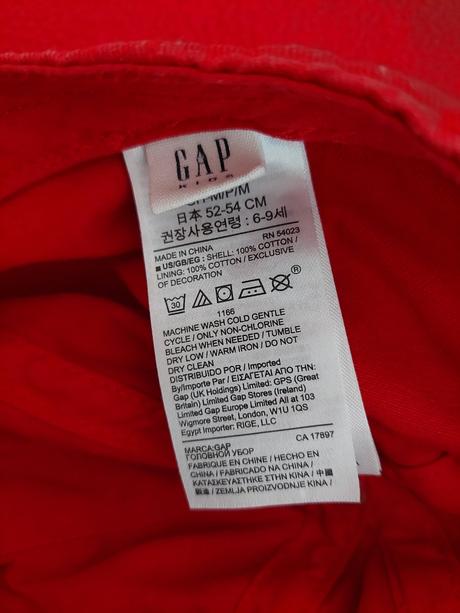 GAP
KIDS
M/P/M
日本 52-54 CM
권장사용연령 : 6-9세
RN 54023
MADE IN CHINA
■ US/GB/EG : SHELL: 100% COTTON /
LINING: 100% COTTON / EXCLUSIVE
OF DECORATION
30
®
1166
MACHINE WASH COLD GENTLE
CYCLE / ONLY NON-CHLORINE
BLEACH WHEN NEEDED / TUMBLE
DRY LOW / WARM IRON / DO NOT
DRY CLEAN
DISTRIBUIDO POR / Imported
By/Importe Par / ΕΙΣΑΓΕΤΑΙ ΑΠΟ ΤΗΝ:
Gap (UK Holdings) Limited: GPS (Great
Britain) Limited Gap Stores (Ireland)
Limited Gap Europe Limited All at 103
Wigmore Street, London, W1U 1QS
Egypt Importer: RIGE, LLC
MARCA:GAP
CA 17897
ГОЛОВНОЙ УБОР
FABRIQUE EN CHINE / HECHO EN
CHINA / FABRICADO NA CHINA /
ΚΑΤΑΣΚΕΥΑΣΤΗΚΕ ΣΤΗΝ ΚΙΝΑ / 中國
製 / ZEMLJA PROIZVODNJE KINA /